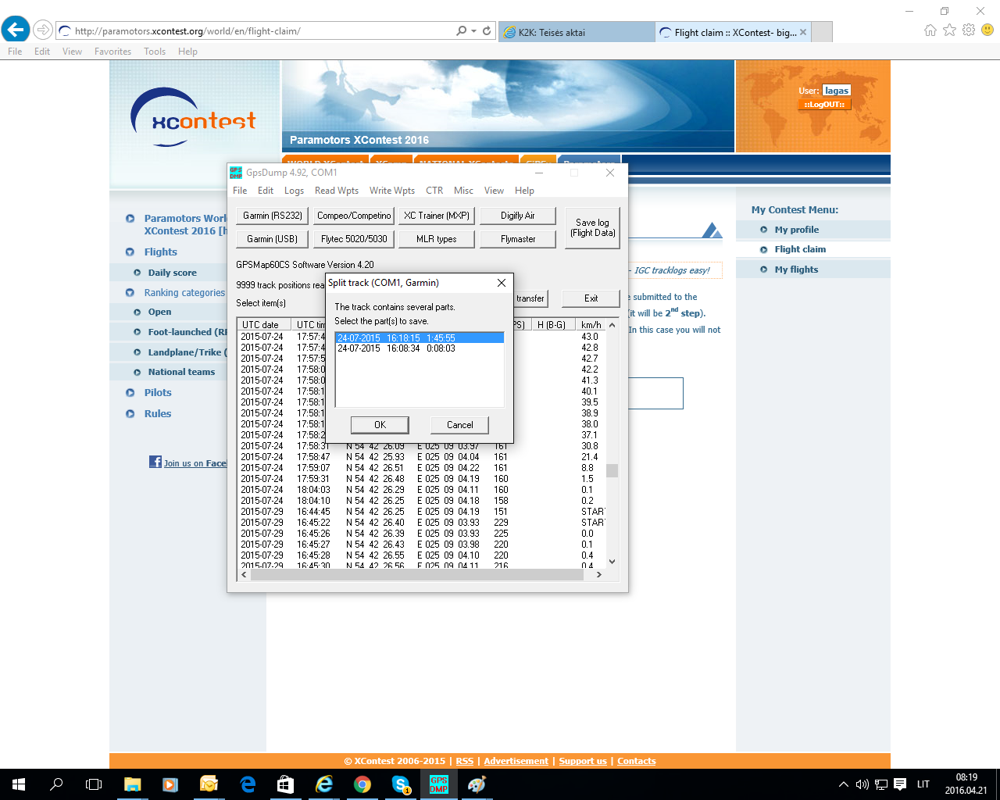 http://paramotors.xcontest.org/world/en/flight-claim/
K2K: Teisės aktai
Flight claim :: XContest- big...
File Edit View Favorites Tools Help
xcontest
Paramotors XContest 2016
User: lagas
::LogOUT::
GPS DMP
GpsDump 4.92, COM1
File Edit Logs Read Wpts Write Wpts CTR Misc View Help
Garmin (RS232) Compeo/Competino XC Trainer (MXP) Digifly Air
Save log (Flight Data)
Garmin (USB) Flytec 5020/5030 MLR types Flymaster
GPSMap60CS Software Version 4.20
9999 track positions rea
Select item(s)
transfer
Exit
UTC date UTC tim PS) H (B-G) km/h
2015-07-24 17:57:4 43.0
2015-07-24 17:57:4 42.8
2015-07-24 17:57:5 42.7
2015-07-24 17:58:0 42.2
2015-07-24 17:58:0 41.3
2015-07-24 17:58:1 40.1
2015-07-24 17:58:1 39.5
2015-07-24 17:58:1 38.9
2015-07-24 17:58:1 38.0
2015-07-24 17:58:2 37.1
2015-07-24 17:58:31 N 54 42 26.09 E 025 09 03.97 161 30.8
2015-07-24 17:58:47 N 54 42 25.93 E 025 09 04.04 161 21.4
2015-07-24 17:59:07 N 54 42 26.51 E 025 09 04.22 161 8.8
2015-07-24 17:59:31 N 54 42 26.48 E 025 09 04.19 160 1.5
2015-07-24 18:04:03 N 54 42 26.29 E 025 09 04.11 160 0.1
2015-07-24 18:04:10 N 54 42 26.25 E 025 09 04.18 158 0.2
2015-07-29 16:44:45 N 54 42 26.25 E 025 09 04.19 151 STAR
2015-07-29 16:45:22 N 54 42 26.40 E 025 09 03.93 229 STAR
2015-07-29 16:45:26 N 54 42 26.39 E 025 09 03.93 225 0.0
2015-07-29 16:45:27 N 54 42 26.43 E 025 09 03.98 220 0.1
2015-07-29 16:45:28 N 54 42 26.55 E 025 09 04.10 220 0.4
2015-07-29 16:45:30 N 54 42 26.56 E 025 09 04.11 216 0.4
Split track (COM1, Garmin)
The track contains several parts.
Select the part(s) to save.
24-07-2015 16:18:15 1:45:55
24-07-2015 16:08:34 0:08:03
OK Cancel
Paramotors Worl
XContest 2016 [h
Flights
Daily score
Ranking categories
Open
Foot-launched (R
Landplane/Trike (
National teams
Pilots
Rules
Join us on Face
- IGC tracklogs easy!
e submitted to the
(it will be 2nd step).
In this case you will not
My Contest Menu:
My profile
Flight claim
My flights
© XContest 2006-2015 | RSS | Advertisement | Support us | Contacts
1
GPS DMP
LIT
08:19
2016.04.21